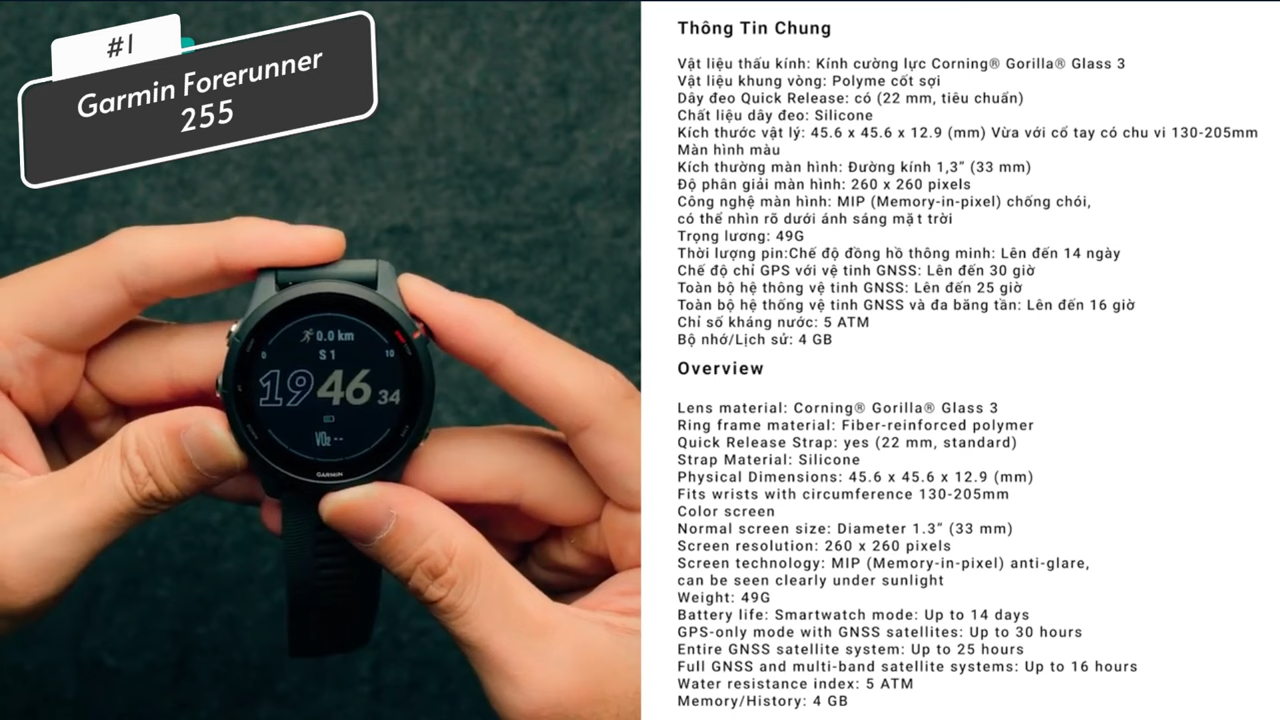 #1
Garmin Forerunner
255
0.0 km
0
S 1
10
19 46 34
VO₂ --
GARMIN
Thông Tin Chung
Vật liệu thấu kính: Kính cường lực Corning® Gorilla® Glass 3
Vật liệu khung vòng: Polyme cốt sợi
Dây đeo Quick Release: có (22 mm, tiêu chuẩn)
Chất liệu dây đeo: Silicone
Kích thước vật lý: 45.6 x 45.6 x 12.9 (mm) Vừa với cổ tay có chu vi 130-205mm
Màn hình màu
Kích thường màn hình: Đường kính 1,3” (33 mm)
Độ phân giải màn hình: 260 x 260 pixels
Công nghệ màn hình: MIP (Memory-in-pixel) chống chói,
có thể nhìn rõ dưới ánh sáng mặt trời
Trọng lương: 49G
Thời lượng pin:Chế độ đồng hồ thông minh: Lên đến 14 ngày
Chế độ chỉ GPS với vệ tinh GNSS: Lên đến 30 giờ
Toàn bộ hệ thông vệ tinh GNSS: Lên đến 25 giờ
Toàn bộ hệ thống vệ tinh GNSS và đa băng tần: Lên đến 16 giờ
Chỉ số kháng nước: 5 ATM
Bộ nhớ/Lịch sử: 4 GB
Overview
Lens material: Corning® Gorilla® Glass 3
Ring frame material: Fiber-reinforced polymer
Quick Release Strap: yes (22 mm, standard)
Strap Material: Silicone
Physical Dimensions: 45.6 x 45.6 x 12.9 (mm)
Fits wrists with circumference 130-205mm
Color screen
Normal screen size: Diameter 1.3” (33 mm)
Screen resolution: 260 x 260 pixels
Screen technology: MIP (Memory-in-pixel) anti-glare,
can be seen clearly under sunlight
Weight: 49G
Battery life: Smartwatch mode: Up to 14 days
GPS-only mode with GNSS satellites: Up to 30 hours
Entire GNSS satellite system: Up to 25 hours
Full GNSS and multi-band satellite systems: Up to 16 hours
Water resistance index: 5 ATM
Memory/History: 4 GB